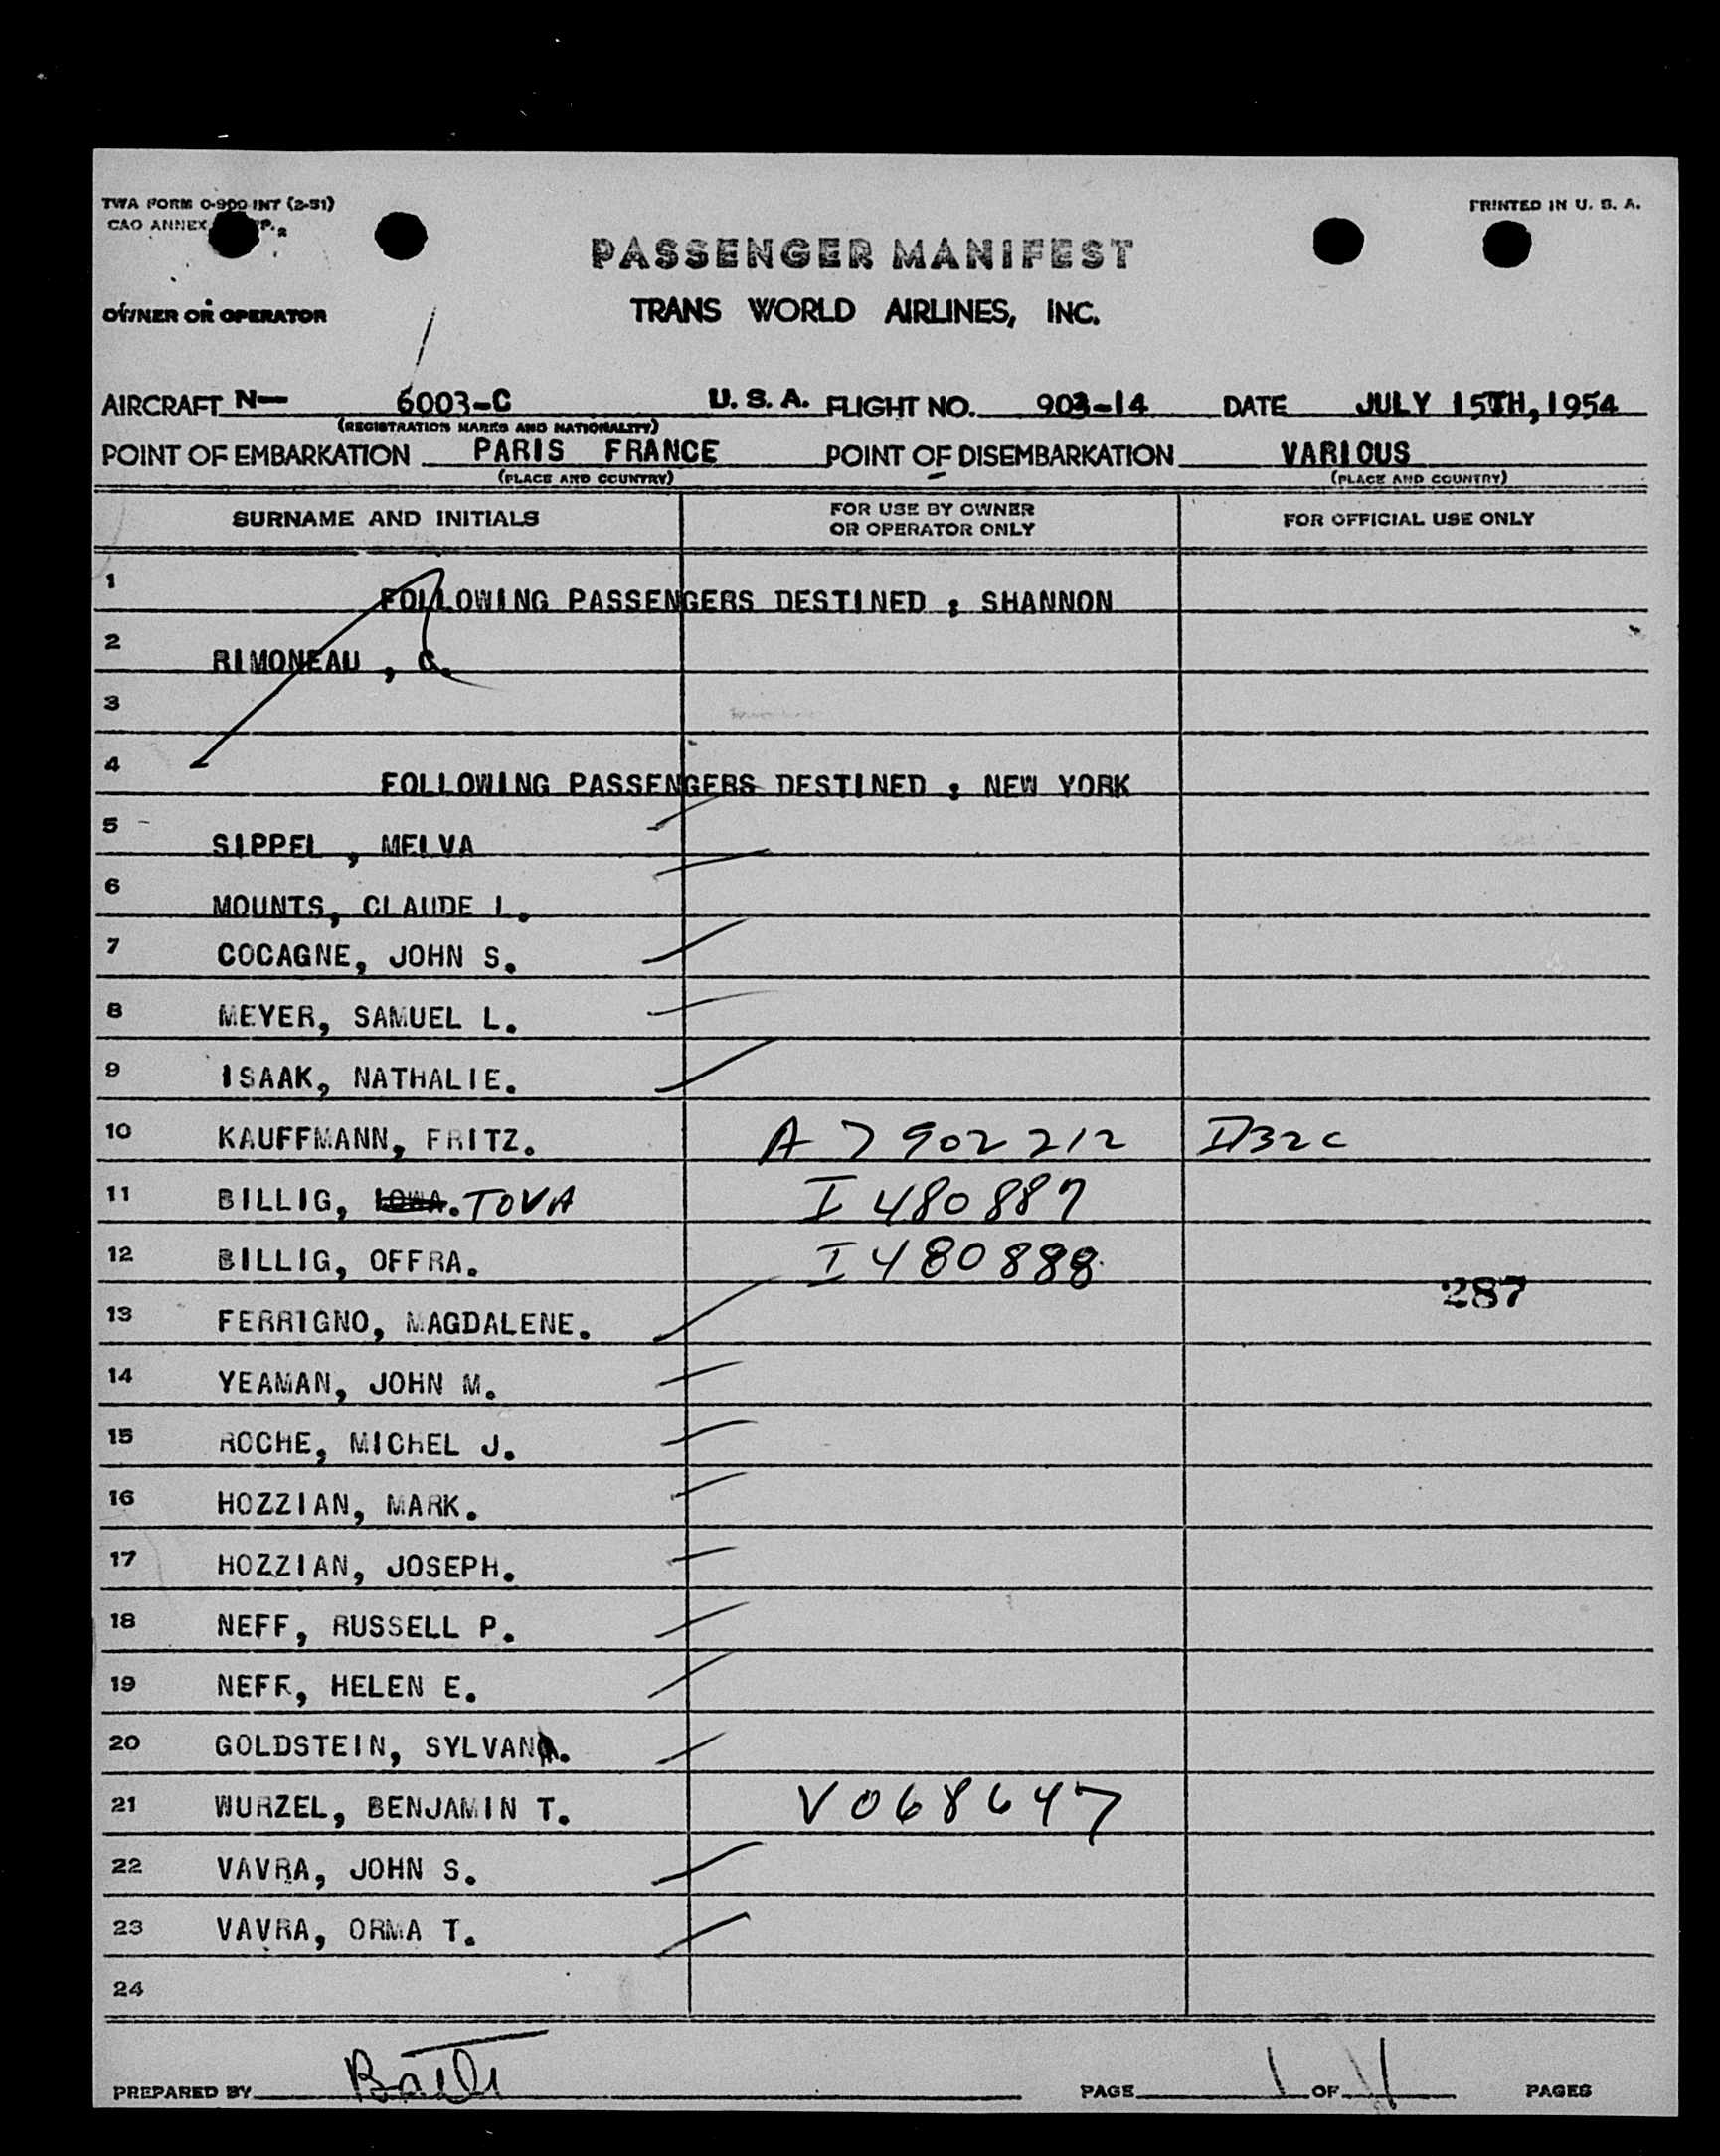 TWA FORM O-900 INT (2-51)
PRINTED IN U. S. A.
CAO ANNEX
PASSENGER MANIFEST
OWNER OR OPERATOR
TRANS WORLD AIRLINES, INC.
AIRCRAFT N— 6003-C U. S. A. FLIGHT NO. 903-14 DATE JULY 15TH, 1954
(REGISTRATION MARKS AND NATIONALITY)
POINT OF EMBARKATION PARIS FRANCE POINT OF DISEMBARKATION VARIOUS
(PLACE AND COUNTRY) (PLACE AND COUNTRY)
SURNAME AND INITIALS FOR USE BY OWNER OR OPERATOR ONLY FOR OFFICIAL USE ONLY
1 FOLLOWING PASSENGERS DESTINED ; SHANNON
2 RIMONEAU , C.
3
4 FOLLOWING PASSENGERS DESTINED ; NEW YORK
5 SIPPEL , MELVA
6 MOUNTS, CLAUDE L.
7 COCAGNE, JOHN S.
8 MEYER, SAMUEL L.
9 ISAAK, NATHALIE.
10 KAUFFMANN, FRITZ. A 7 902 212 D32C
11 BILLIG, IOWA. TOVA I 480887
12 BILLIG, OFFRA. I 480888
287
13 FERRIGNO, MAGDALENE.
14 YEAMAN, JOHN M.
15 ROCHE, MICHEL J.
16 HOZZIAN, MARK.
17 HOZZIAN, JOSEPH.
18 NEFF, RUSSELL P.
19 NEFF, HELEN E.
20 GOLDSTEIN, SYLVAN.
21 WURZEL, BENJAMIN T. V068647
22 VAVRA, JOHN S.
23 VAVRA, ORMA T.
24
PREPARED BY PAGE 1 OF PAGES